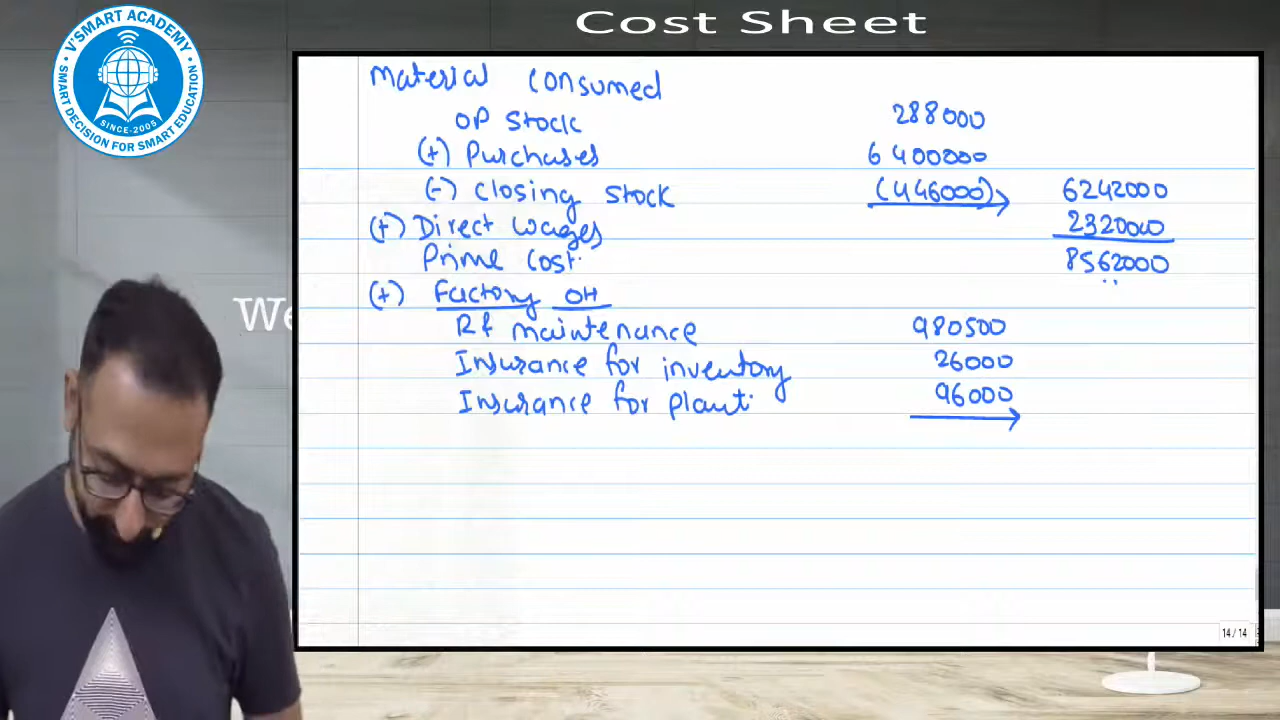 Cost Sheet
V'SMART ACADEMY
SINCE-2005
SMART DECISION FOR SMART EDUCATION
We
Material Consumed
OP Stock 288000
(+) Purchases 6400000
(-) Closing Stock (446000) 6242000
(+) Direct Wages 2320000
Prime Cost 8562000
(+) Factory OH
R& maintenance 980500
Insurance for inventory 26000
Insurance for plant 96000
14/14